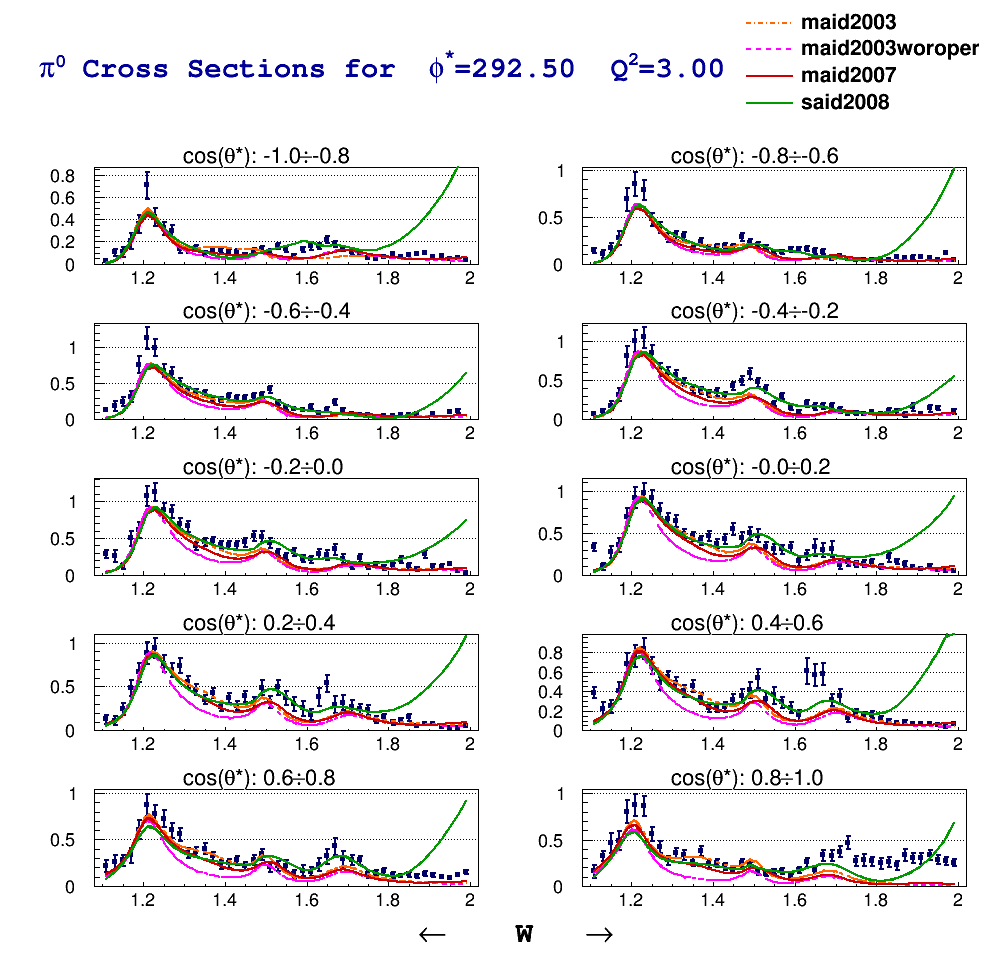 maid2003
maid2003woroper
maid2007
said2008
π⁰ Cross Sections for ϕ*=292.50 Q²=3.00
cos(θ*): -1.0÷-0.8
0.8
0.6
0.4
0.2
0
1.2 1.4 1.6 1.8 2
cos(θ*): -0.8÷-0.6
1
0.5
0
1.2 1.4 1.6 1.8 2
cos(θ*): -0.6÷-0.4
1
0.5
0
1.2 1.4 1.6 1.8 2
cos(θ*): -0.4÷-0.2
1
0.5
0
1.2 1.4 1.6 1.8 2
cos(θ*): -0.2÷0.0
1
0.5
0
1.2 1.4 1.6 1.8 2
cos(θ*): -0.0÷0.2
1
0.5
0
1.2 1.4 1.6 1.8 2
cos(θ*): 0.2÷0.4
1
0.5
0
1.2 1.4 1.6 1.8 2
cos(θ*): 0.4÷0.6
0.8
0.6
0.4
0.2
0
1.2 1.4 1.6 1.8 2
cos(θ*): 0.6÷0.8
1
0.5
0
1.2 1.4 1.6 1.8 2
cos(θ*): 0.8÷1.0
1
0.5
0
1.2 1.4 1.6 1.8 2
← W →